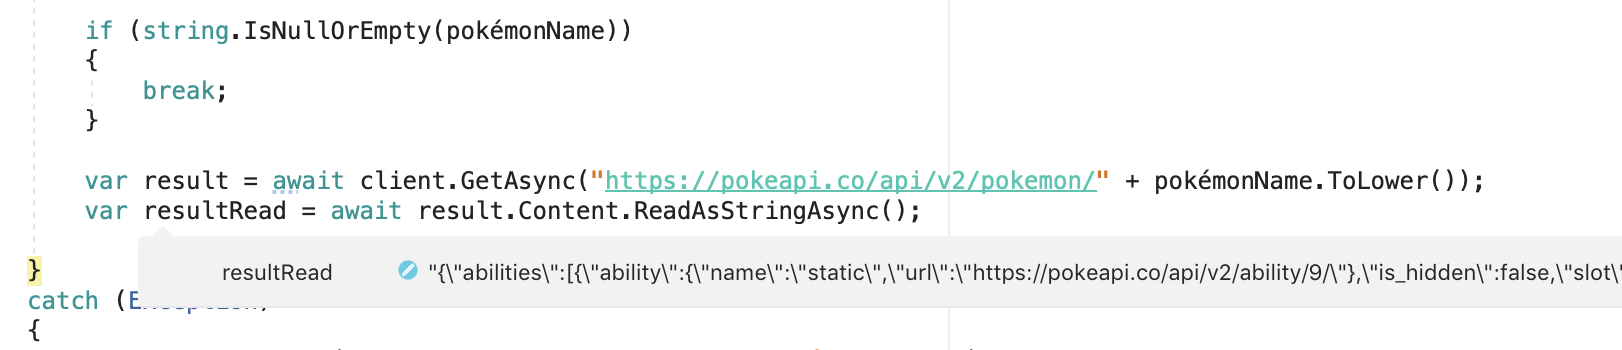 if (string.IsNullOrEmpty(pokémonName))
{
break;
}
var result = await client.GetAsync("https://pokeapi.co/api/v2/pokemon/" + pokémonName.ToLower());
var resultRead = await result.Content.ReadAsStringAsync();
resultRead "{\"abilities\":[{\"ability\":{\"name\":\"static\",\"url\":\"https://pokeapi.co/api/v2/ability/9/\"},\"is_hidden\":false,\"slot\"
}
catch (Exception)
{